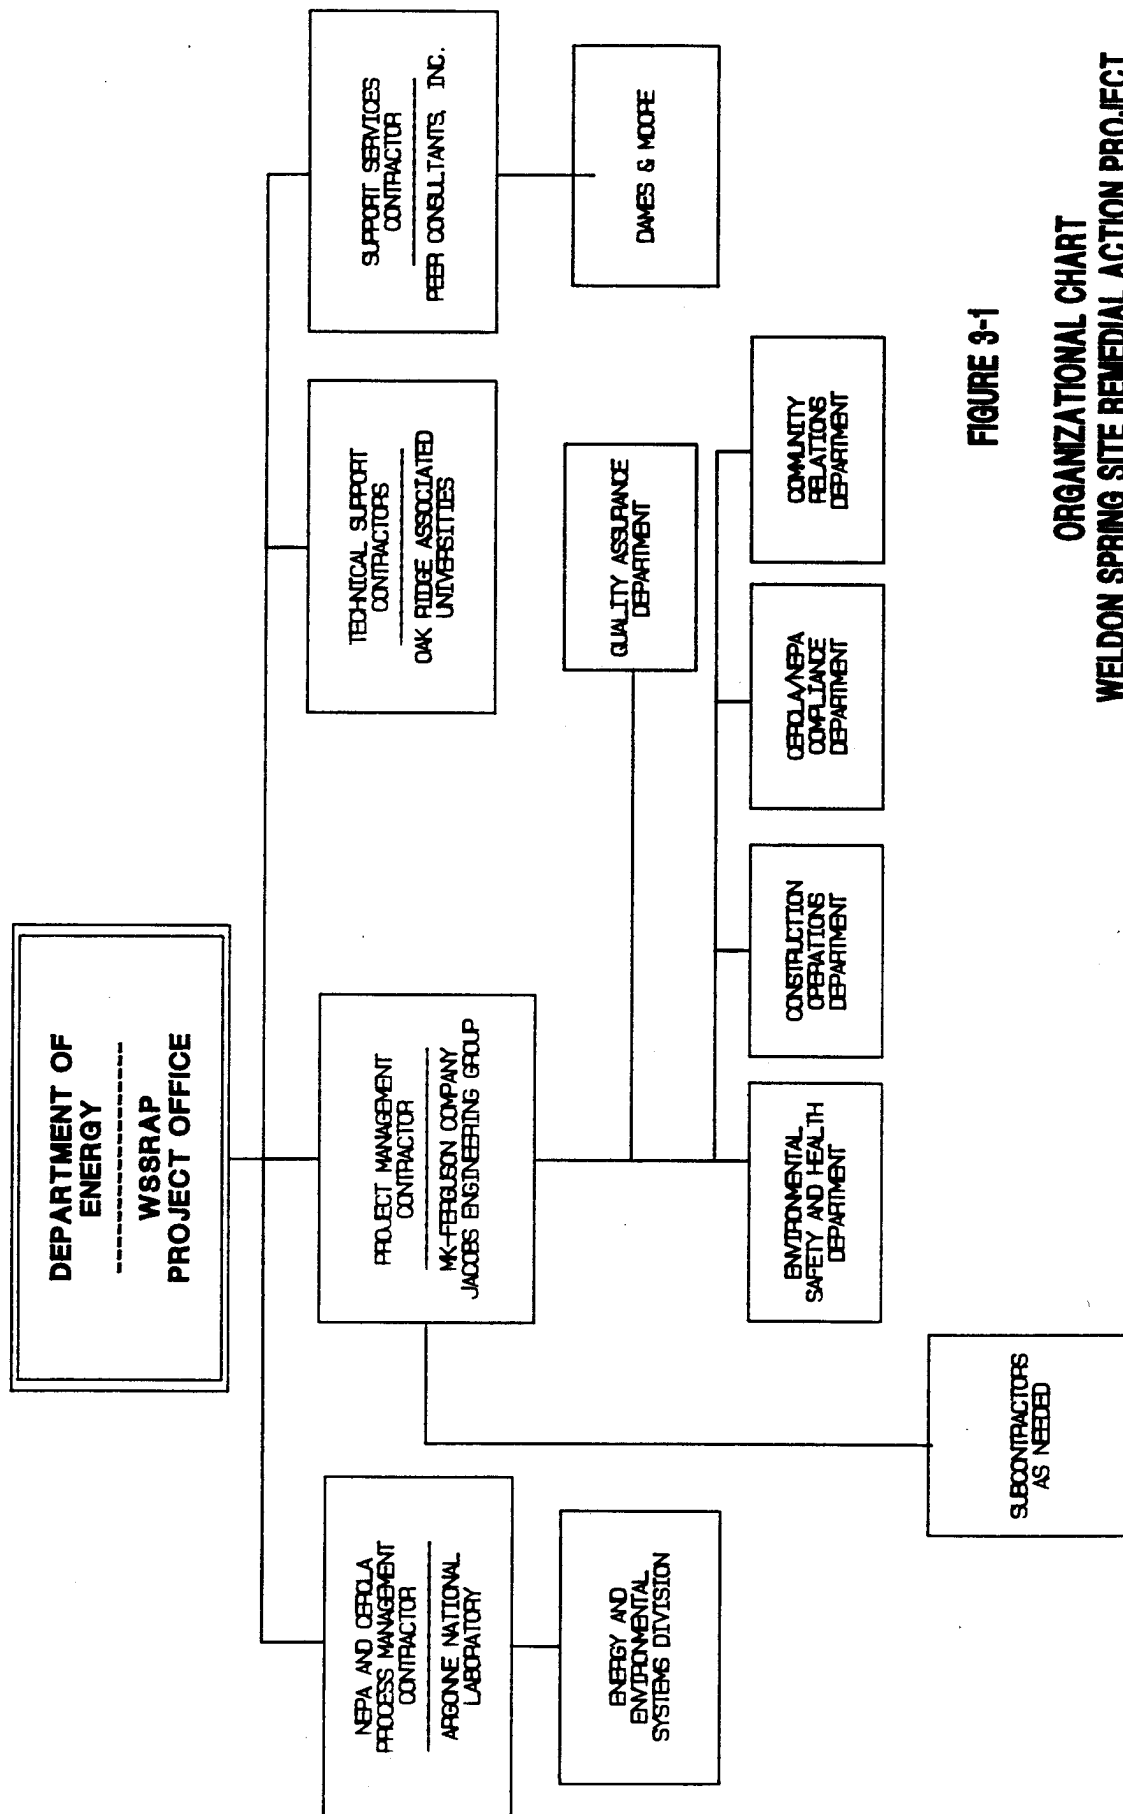 DEPARTMENT OF
ENERGY
WSSRAP
PROJECT OFFICE
NEPA AND CERCLA
PROCESS MANAGEMENT
CONTRACTOR
ARGONNE NATIONAL
LABORATORY
PROJECT MANAGEMENT
CONTRACTOR
MK-FERGUSON COMPANY
JACOBS ENGINEERING GROUP
TECHNICAL SUPPORT
CONTRACTORS
OAK RIDGE ASSOCIATED
UNIVERSITIES
SUPPORT SERVICES
CONTRACTOR
PEER CONSULTANTS, INC.
ENERGY AND
ENVIRONMENTAL
SYSTEMS DIVISION
QUALITY ASSURANCE
DEPARTMENT
DAMES & MOORE
ENVIRONMENTAL
SAFETY AND HEALTH
DEPARTMENT
CONSTRUCTION
OPERATIONS
DEPARTMENT
CERCLA/NEPA
COMPLIANCE
DEPARTMENT
COMMUNITY
RELATIONS
DEPARTMENT
SUBCONTRACTORS
AS NEEDED
FIGURE 3-1
ORGANIZATIONAL CHART
WELDON SPRING SITE REMEDIAL ACTION PROJECT